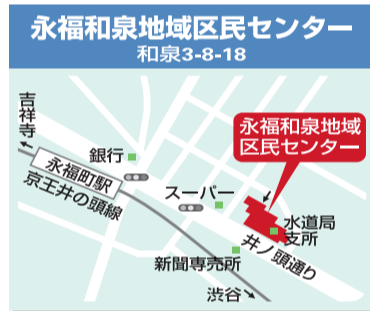 永福和泉地域区民センター
和泉3-8-18
吉祥寺
銀行
永福町駅
京王井の頭線
スーパー
永福和泉地域
区民センター
水道局
支所
井ノ頭通り
新聞専売所
渋谷